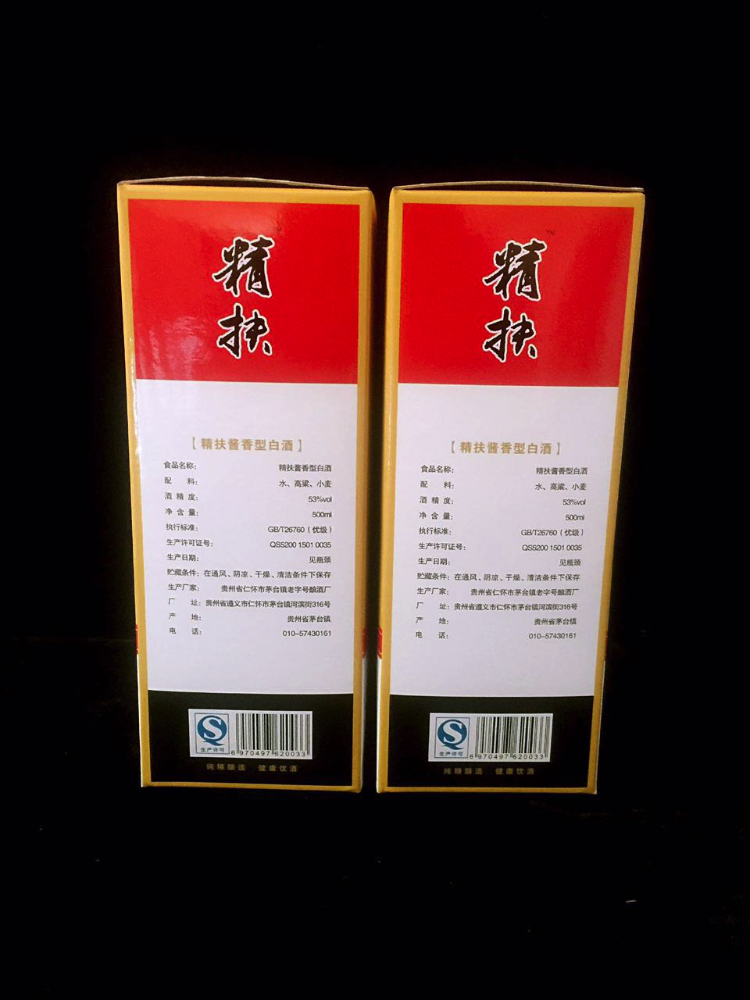 精
扶
【精扶酱香型白酒】
食品名称： 精扶酱香型白酒
配 料： 水、高粱、小麦
酒精度： 53%vol
净含量： 500ml
执行标准： GB/T26760（优级）
生产许可证号： QS5200 1501 0035
生产日期： 见瓶颈
贮藏条件：在通风、阴凉、干燥、清洁条件下保存
生产厂家： 贵州省仁怀市茅台镇老字号酿酒厂
厂 址：贵州省遵义市仁怀市茅台镇河滨街316号
产 地： 贵州省茅台镇
电 话： 010-57430161
生产许可
6 970497 620033
纯粮酿造 健康饮酒
精
扶
【精扶酱香型白酒】
食品名称： 精扶酱香型白酒
配 料： 水、高粱、小麦
酒精度： 53%vol
净含量： 500ml
执行标准： GB/T26760（优级）
生产许可证号： QS5200 1501 0035
生产日期： 见瓶颈
贮藏条件：在通风、阴凉、干燥、清洁条件下保存
生产厂家： 贵州省仁怀市茅台镇老字号酿酒厂
厂 址：贵州省遵义市仁怀市茅台镇河滨街316号
产 地： 贵州省茅台镇
电 话： 010-57430161
生产许可
6 970497 620033
纯粮酿造 健康饮酒